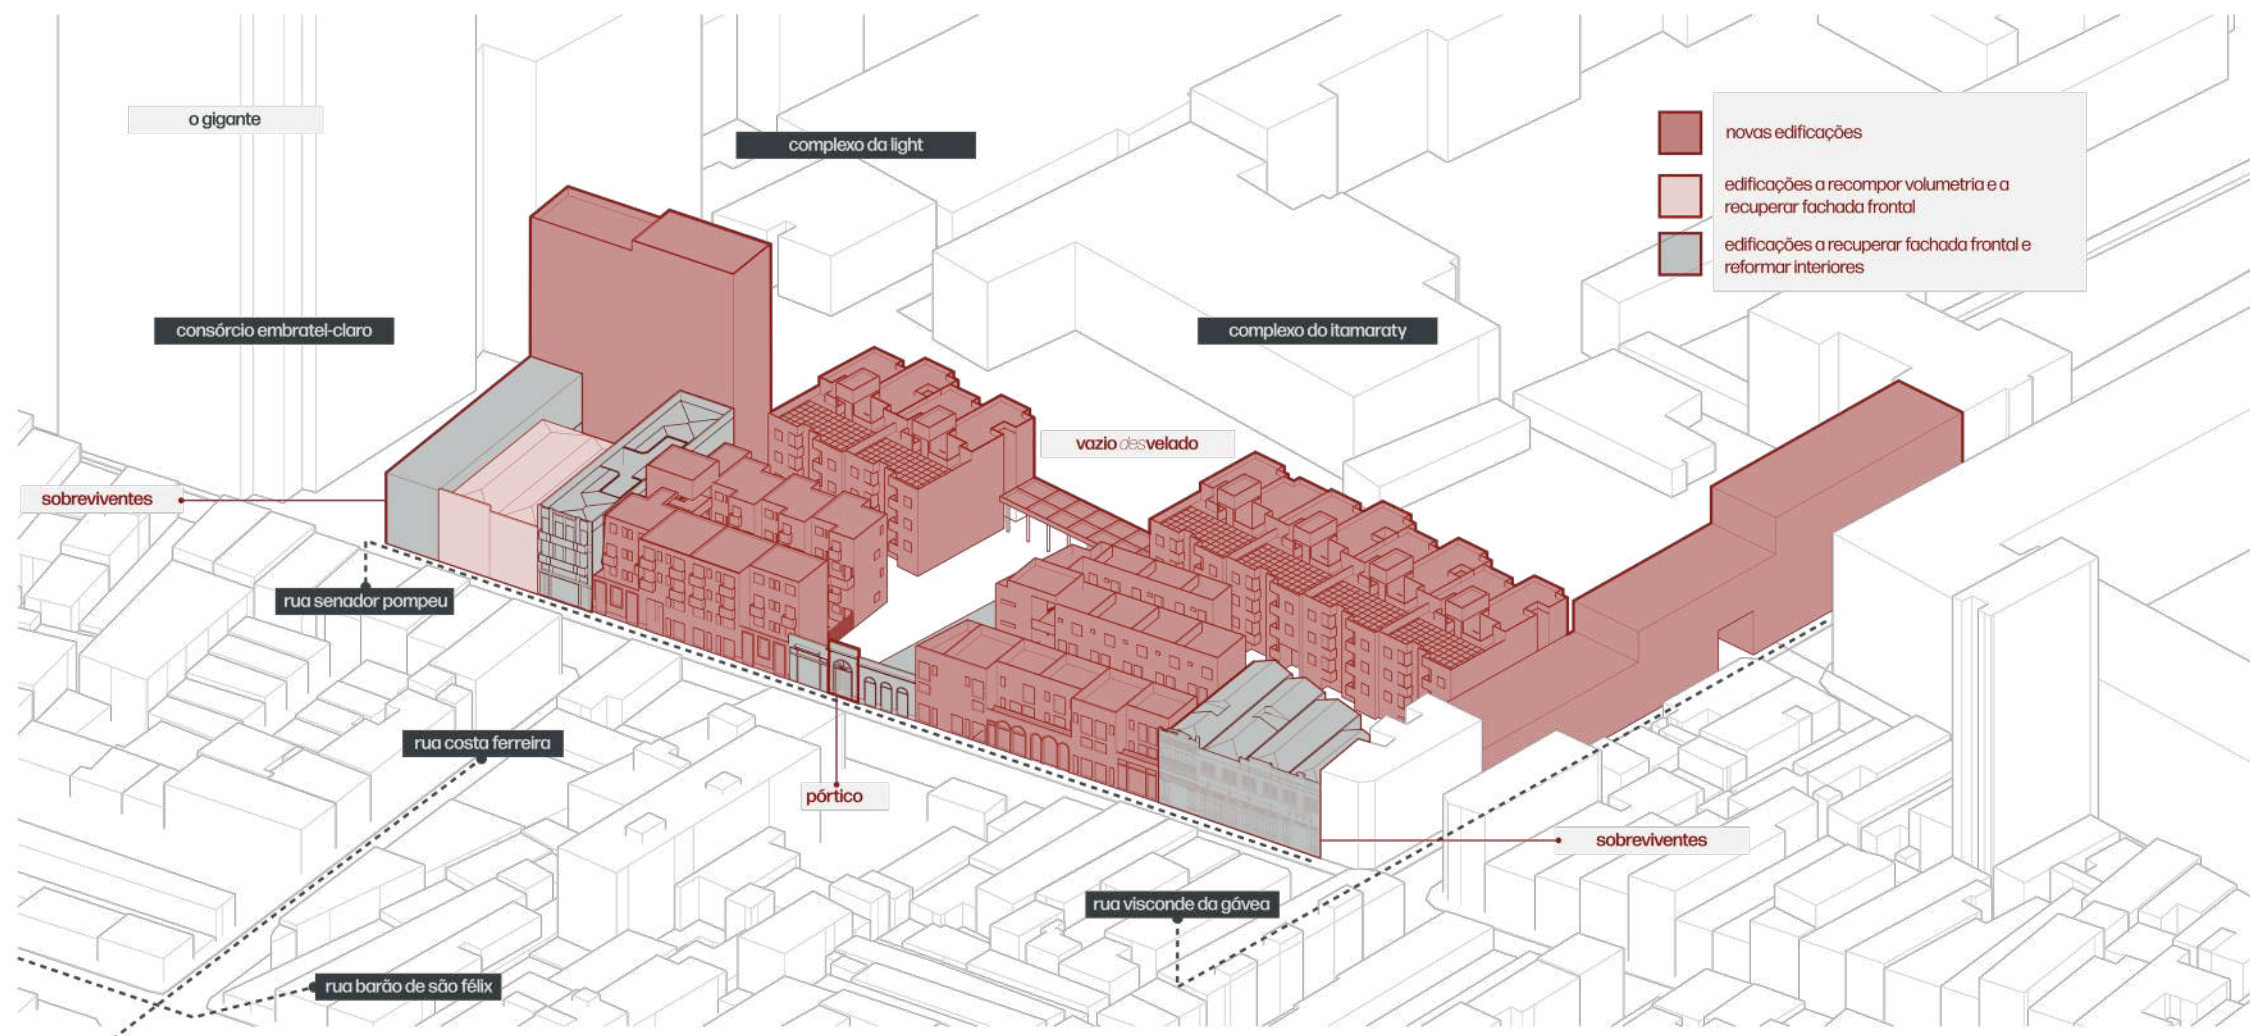 o gigante
complexo da light
novas edificações
edificações a recompor volumetria e a
recuperar fachada frontal
edificações a recuperar fachada frontal e
reformar interiores
consórcio embratel-claro
complexo do itamaraty
vazio desvelado
sobreviventes
rua senador pompeu
rua costa ferreira
pórtico
sobreviventes
rua visconde da gávea
rua barão de são félix